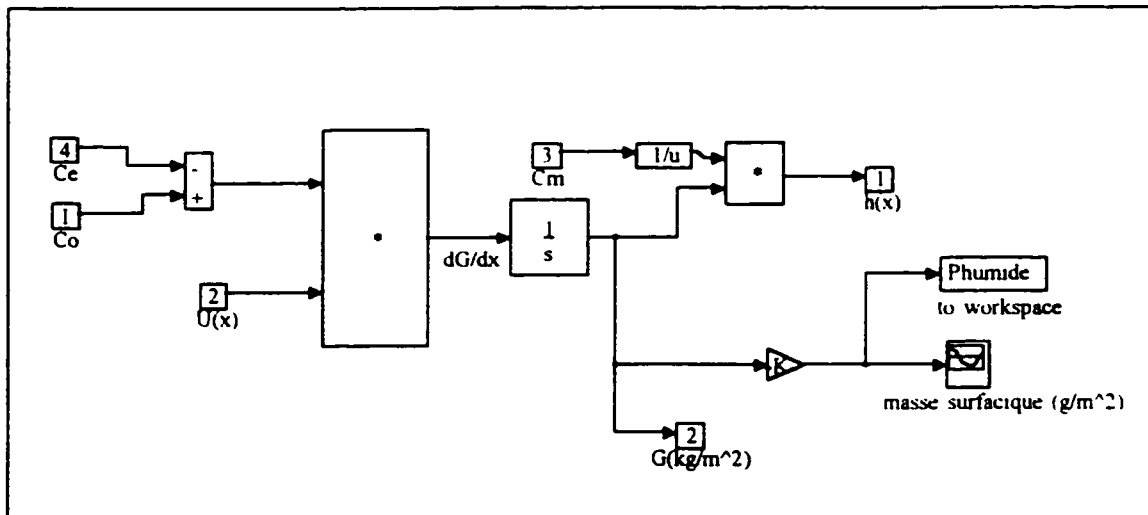 4
Ce
-
+
1
Co
2
U(x)
*
dG/dx
1
s
3
Cm
1/u
*
1
h(x)
Phumide
to workspace
K
masse surfacique (g/m^2)
2
G(kg/m^2)